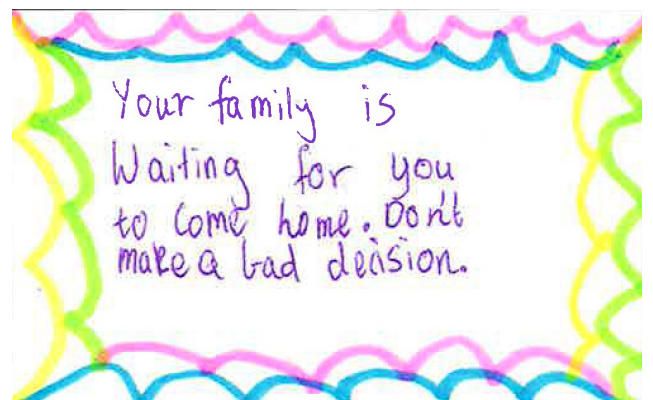 Your family is
Waiting for you
to Come home. Don't
make a bad decision.